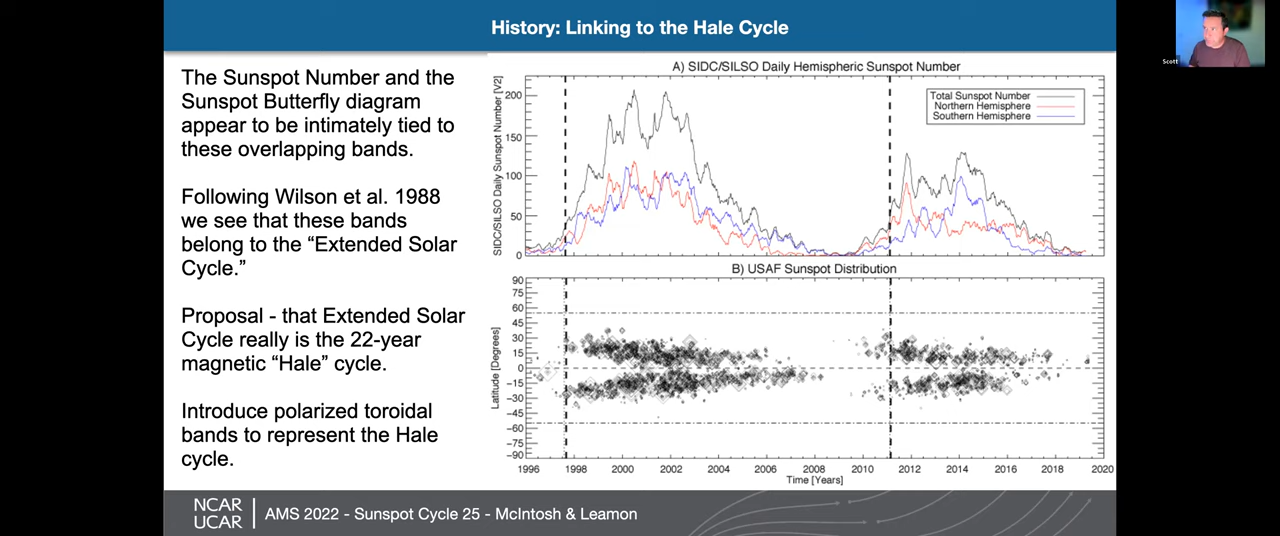 History: Linking to the Hale Cycle
Scott
The Sunspot Number and the
Sunspot Butterfly diagram
appear to be intimately tied to
these overlapping bands.
Following Wilson et al. 1988
we see that these bands
belong to the “Extended Solar
Cycle.”
Proposal - that Extended Solar
Cycle really is the 22-year
magnetic “Hale” cycle.
Introduce polarized toroidal
bands to represent the Hale
cycle.
A) SIDC/SILSO Daily Hemispheric Sunspot Number
SIDC/SILSO Daily Sunspot Number [V2]
200
150
100
50
0
Total Sunspot Number
Northern Hemisphere
Southern Hemisphere
B) USAF Sunspot Distribution
Latitude [Degrees]
90
75
60
45
30
15
0
-15
-30
-45
-60
-75
-90
1996 1998 2000 2002 2004 2006 2008 2010 2012 2014 2016 2018 2020
Time [Years]
NCAR
UCAR
AMS 2022 - Sunspot Cycle 25 - McIntosh & Leamon